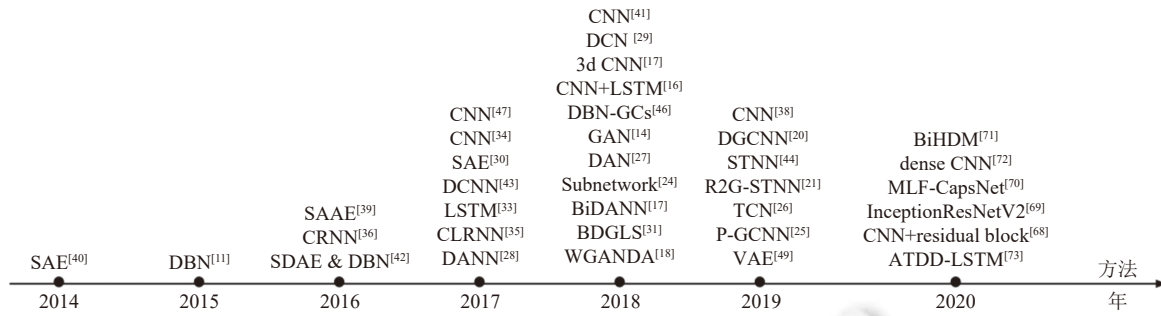 CNN[41]
DCN [29]
3d CNN[17]
CNN+LSTM[16]
DBN-GCs[46]
GAN[14]
DAN[27]
Subnetwork[24]
BiDANN[17]
BDGLS[31]
WGANDA[18]
CNN[47]
CNN[34]
SAE[30]
DCNN[43]
LSTM[33]
CLRNN[35]
DANN[28]
CNN[38]
DGCNN[20]
STNN[44]
R2G-STNN[21]
TCN[26]
P-GCNN[25]
VAE[49]
BiHDM[71]
dense CNN[72]
MLF-CapsNet[70]
InceptionResNetV2[69]
CNN+residual block[68]
ATDD-LSTM[73]
SAAE[39]
CRNN[36]
SDAE & DBN[42]
SAE[40]
DBN[11]
方法
2014 2015 2016 2017 2018 2019 2020 年